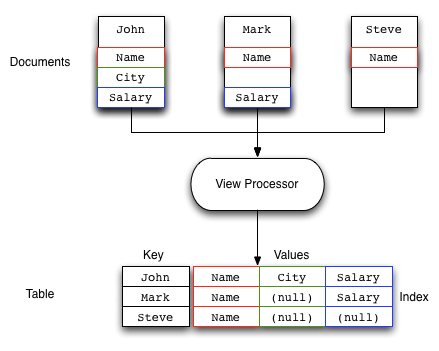 John Mark Steve
Documents Name Name Name
City
Salary Salary
View Processor
Key Values
John Name City Salary
Table Mark Name (null) Salary Index
Steve Name (null) (null)